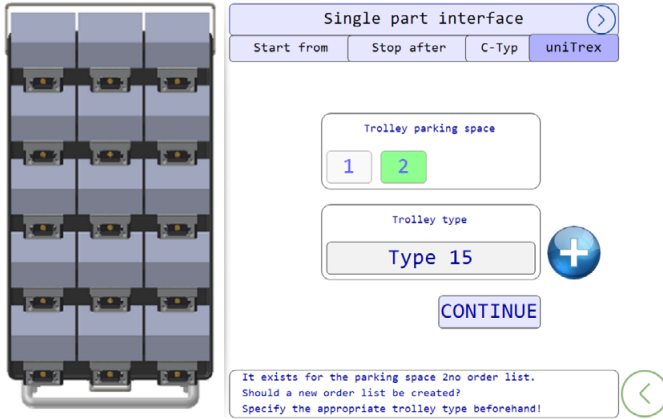 Single part interface
Start from
Stop after
C-Typ
uniTrex
Trolley parking space
1
2
Trolley type
Type 15
CONTINUE
It exists for the parking space 2no order list.
Should a new order list be created?
Specify the appropriate trolley type beforehand!